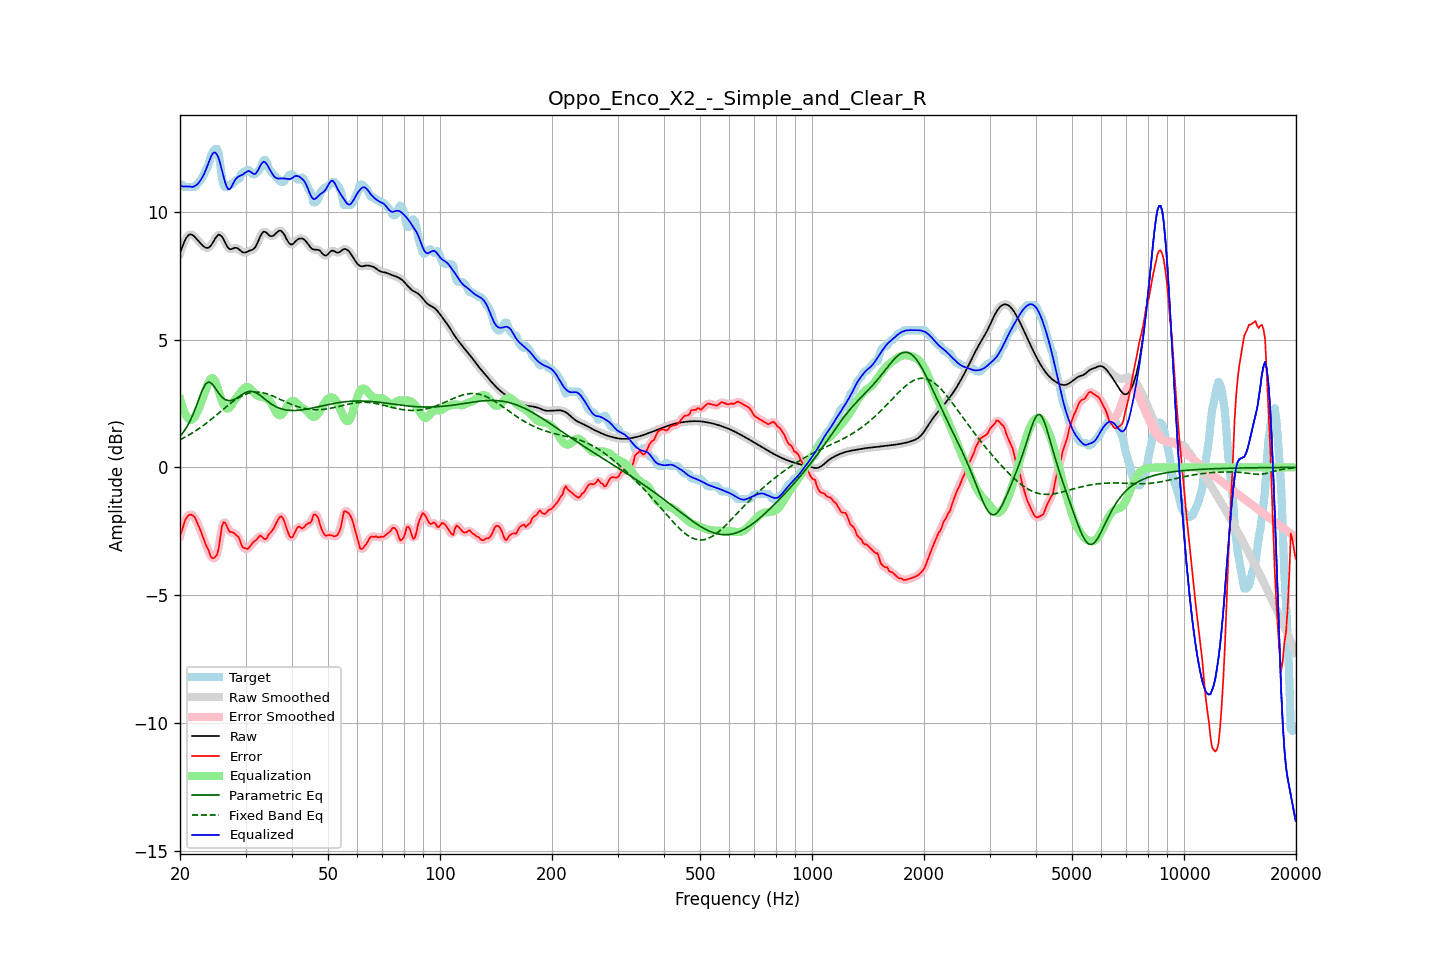 Oppo_Enco_X2_-_Simple_and_Clear_R
Amplitude (dBr)
10
5
0
−5
−10
−15
Target
Raw Smoothed
Error Smoothed
Raw
Error
Equalization
Parametric Eq
Fixed Band Eq
Equalized
20 50 100 200 500 1000 2000 5000 10000 20000
Frequency (Hz)